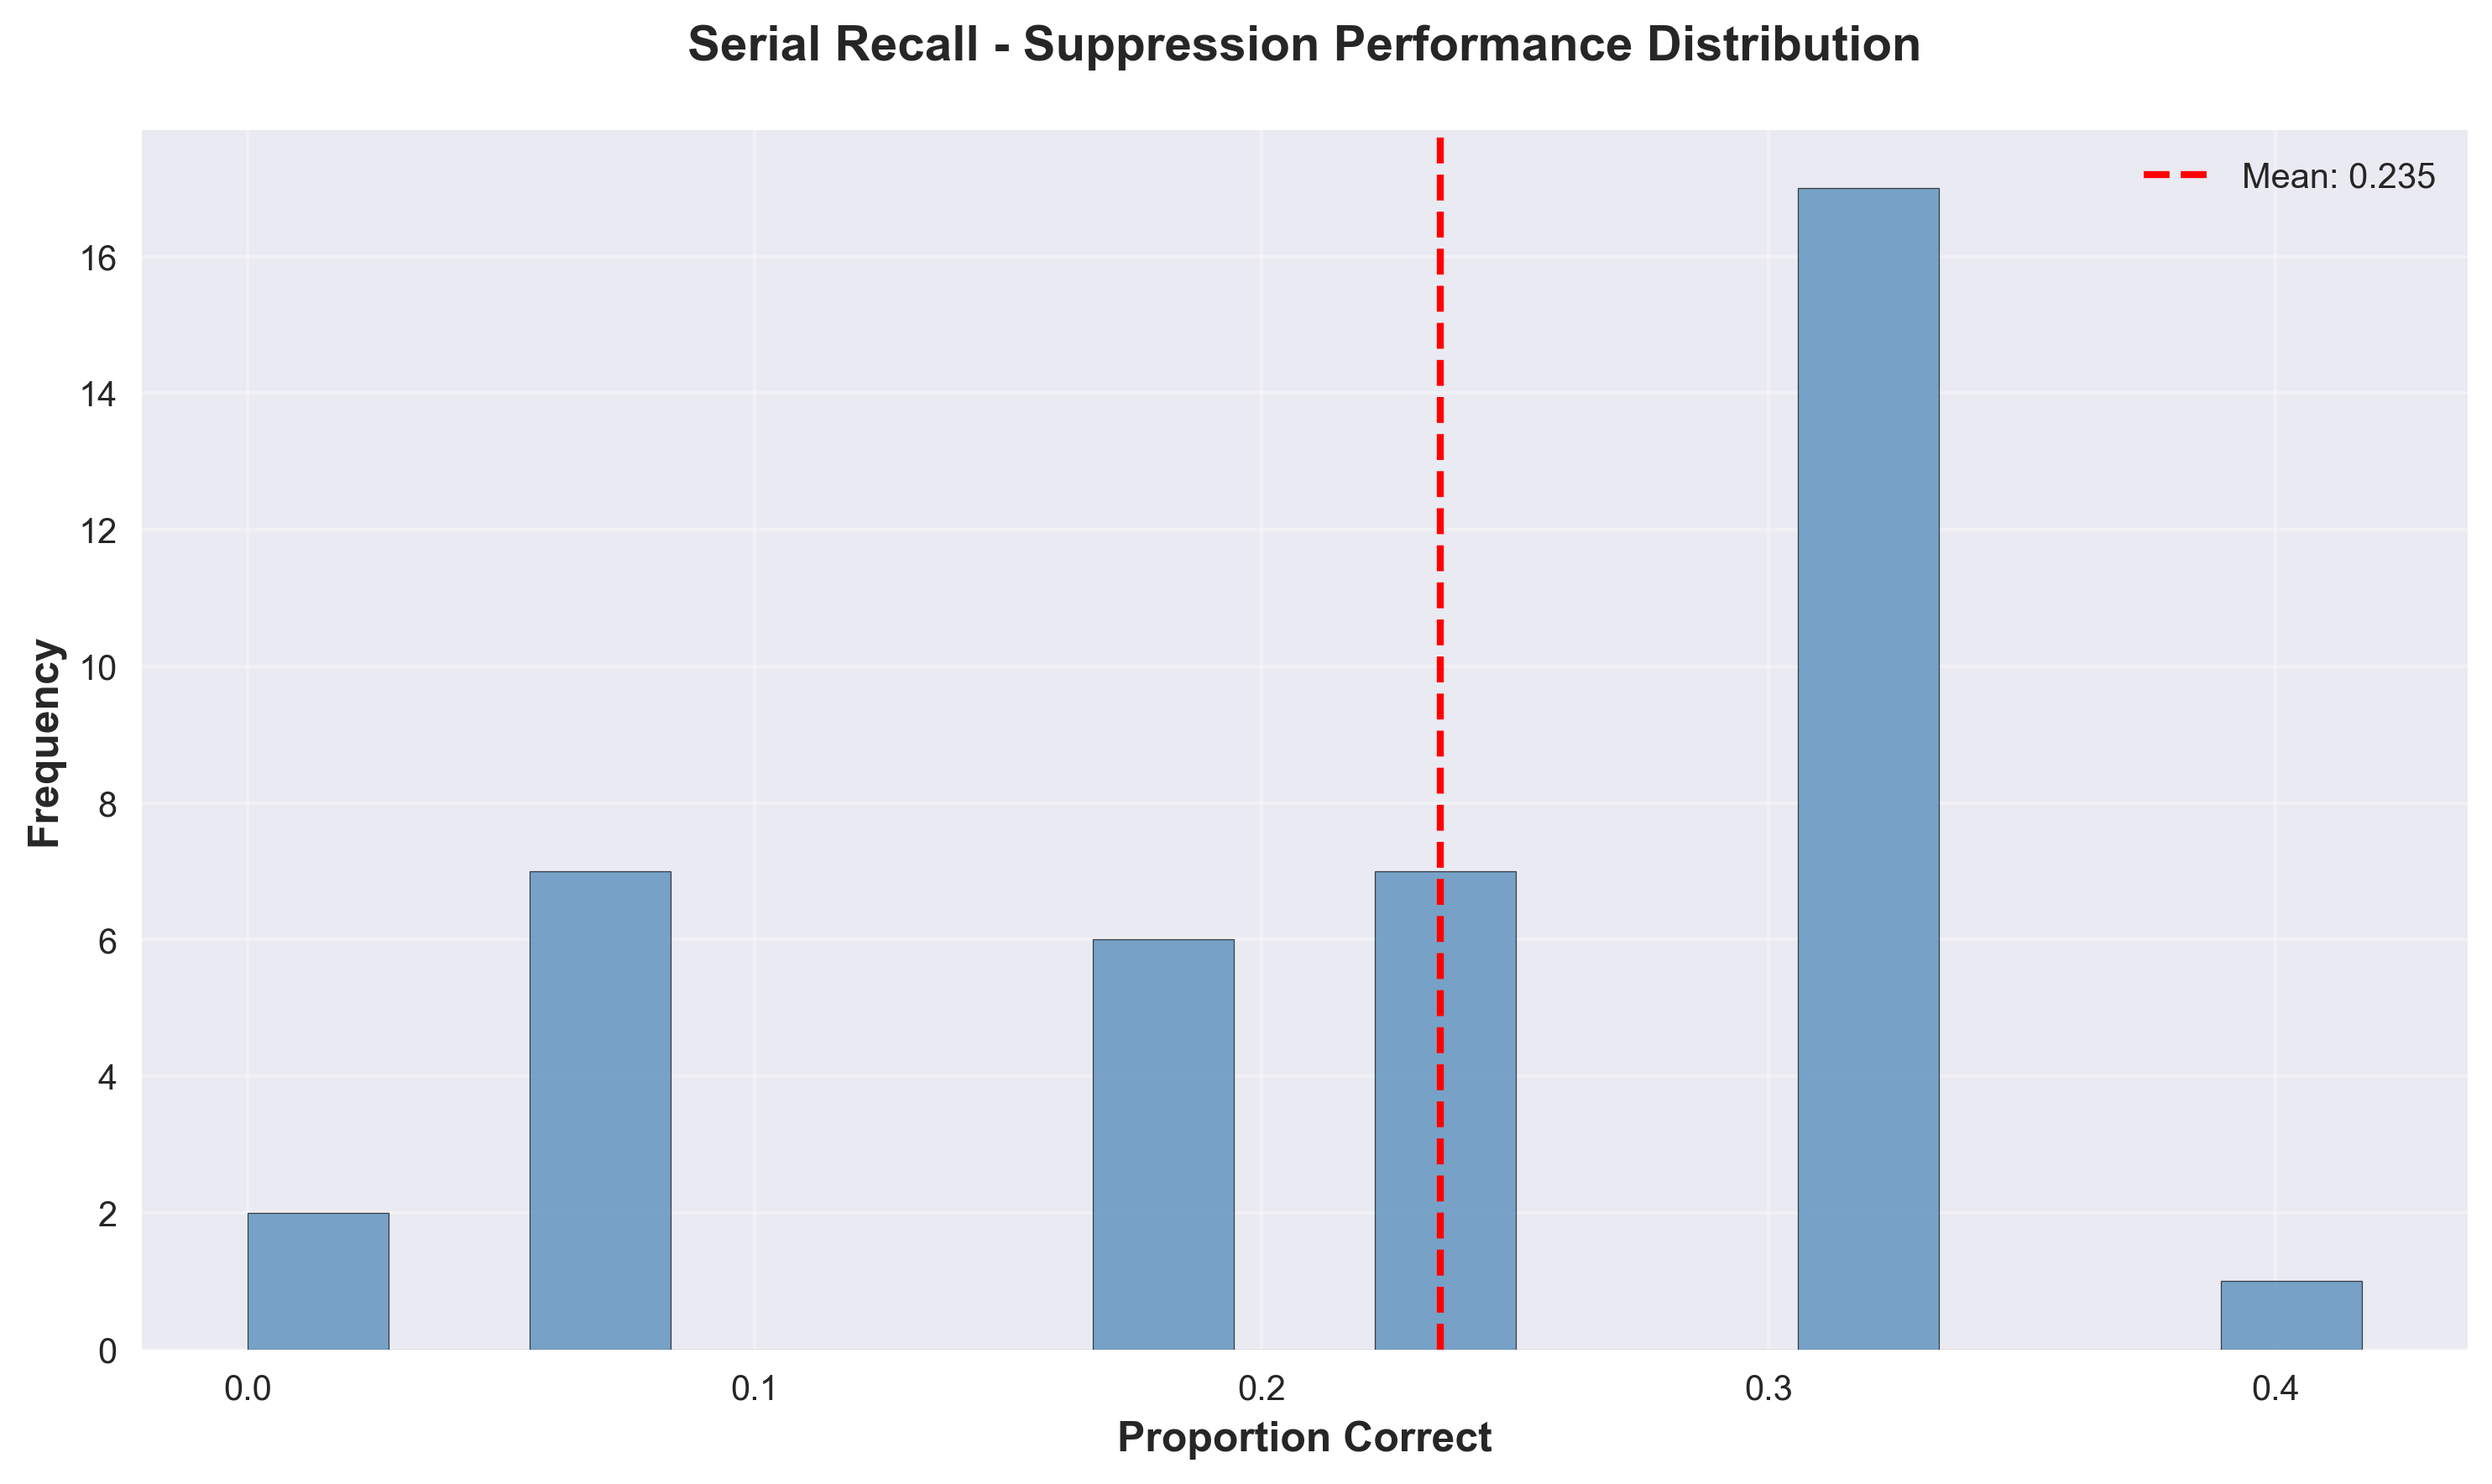 Serial Recall - Suppression Performance Distribution
Mean: 0.235
Frequency
16
14
12
10
8
6
4
2
0
0.0 0.1 0.2 0.3 0.4
Proportion Correct